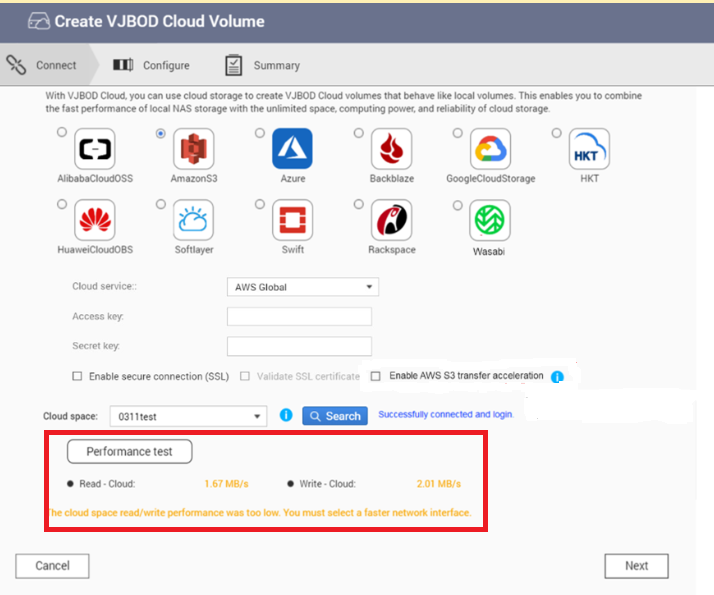 Create VJBOD Cloud Volume
Connect
Configure
Summary
With VJBOD Cloud, you can use cloud storage to create VJBOD Cloud volumes that behave like local volumes. This enables you to combine
the fast performance of local NAS storage with the unlimited space, computing power, and reliability of cloud storage.
AlibabaCloudOSS
AmazonS3
Azure
Backblaze
GoogleCloudStorage
HKT
HKT
HuaweiCloudOBS
Softlayer
Swift
Rackspace
Wasabi
Cloud service::
AWS Global
Access key:
Secret key:
Enable secure connection (SSL)
Validate SSL certificate
Enable AWS S3 transfer acceleration
Cloud space:
0311test
Search
Successfully connected and login.
Performance test
Read - Cloud:
1.67 MB/s
Write - Cloud:
2.01 MB/s
The cloud space read/write performance was too low. You must select a faster network interface.
Cancel
Next